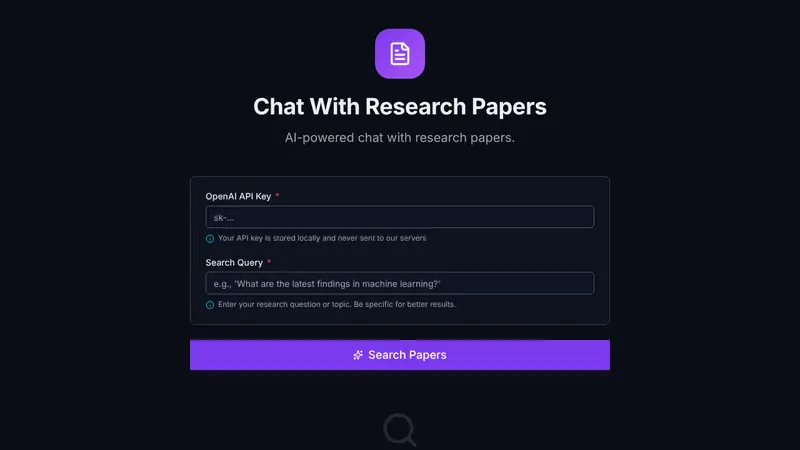 Chat With Research Papers
AI-powered chat with research papers.
OpenAI API Key *
sk-...
Your API key is stored locally and never sent to our servers
Search Query *
e.g., 'What are the latest findings in machine learning?'
Enter your research question or topic. Be specific for better results.
Search Papers